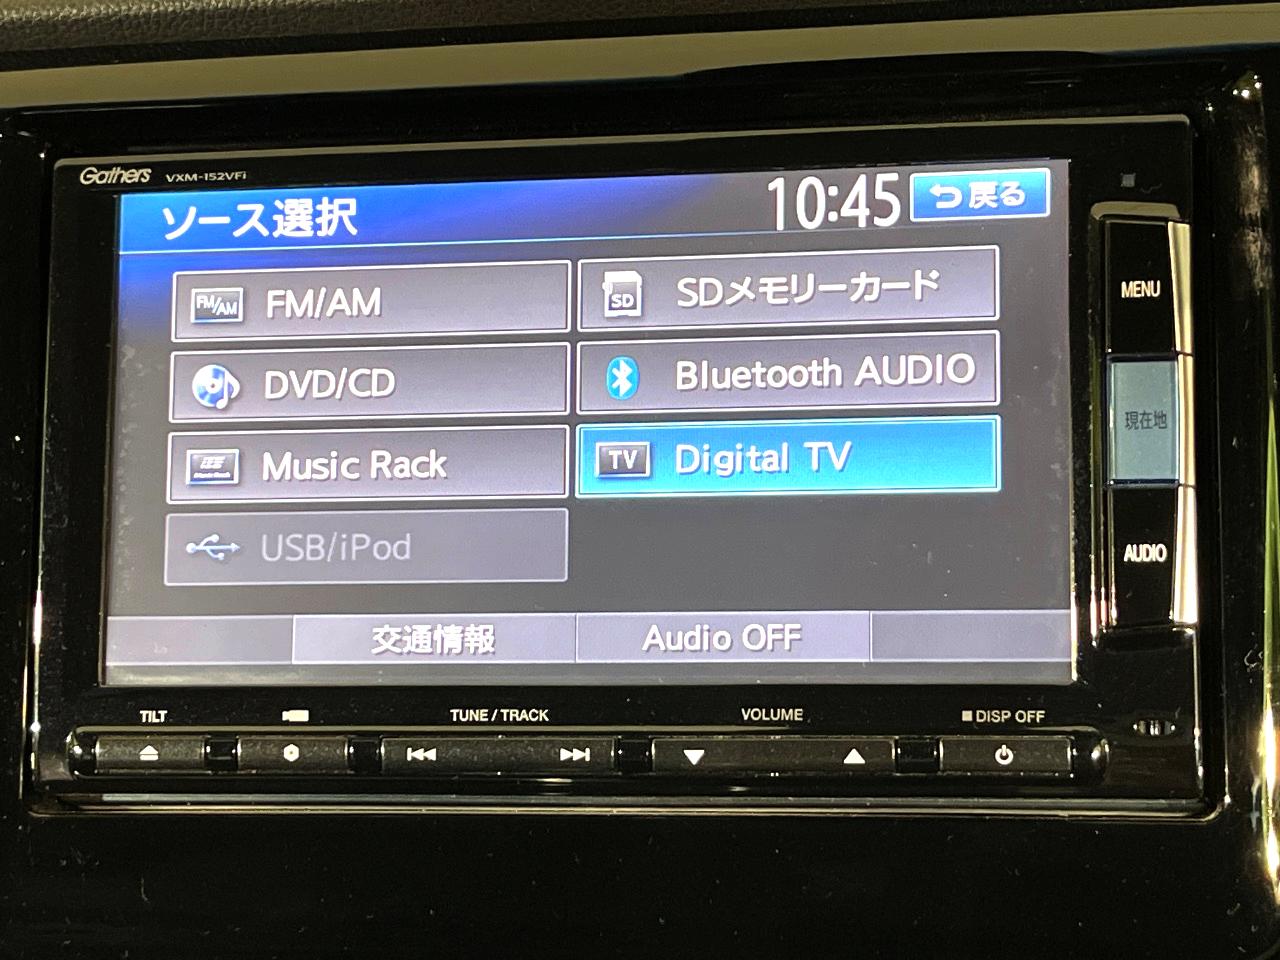 Gathers VXM-152VFi
ソース選択 10:45 戻る
FM/AM FM/AM
SD SDメモリーカード
DVD/CD
Bluetooth AUDIO
Music Rack
TV Digital TV
USB/iPod
交通情報 Audio OFF
MENU
現在地
AUDIO
TILT TUNE / TRACK VOLUME DISP OFF